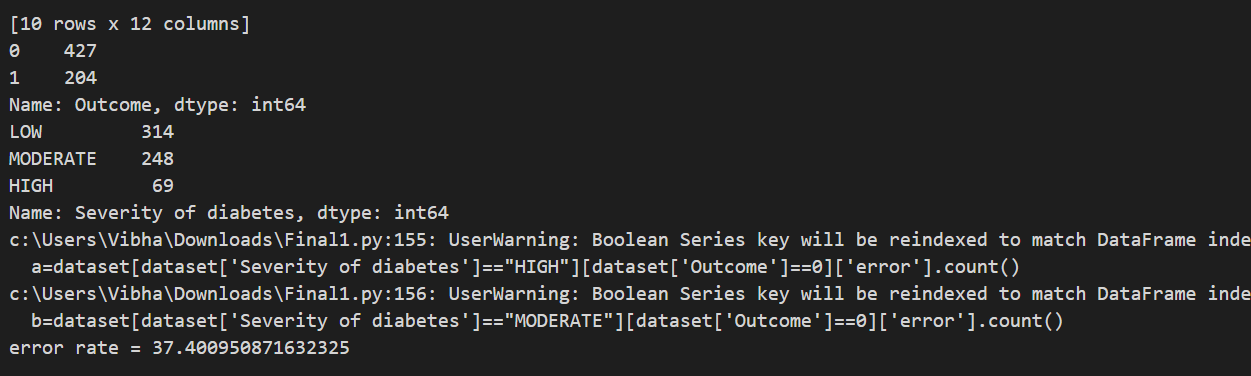 [10 rows x 12 columns]
0    427
1    204
Name: Outcome, dtype: int64
LOW         314
MODERATE    248
HIGH         69
Name: Severity of diabetes, dtype: int64
c:\Users\Vibha\Downloads\Final1.py:155: UserWarning: Boolean Series key will be reindexed to match DataFrame inde
  a=dataset[dataset['Severity of diabetes']=="HIGH"][dataset['Outcome']==0]['error'].count()
c:\Users\Vibha\Downloads\Final1.py:156: UserWarning: Boolean Series key will be reindexed to match DataFrame inde
  b=dataset[dataset['Severity of diabetes']=="MODERATE"][dataset['Outcome']==0]['error'].count()
error rate = 37.400950871632325